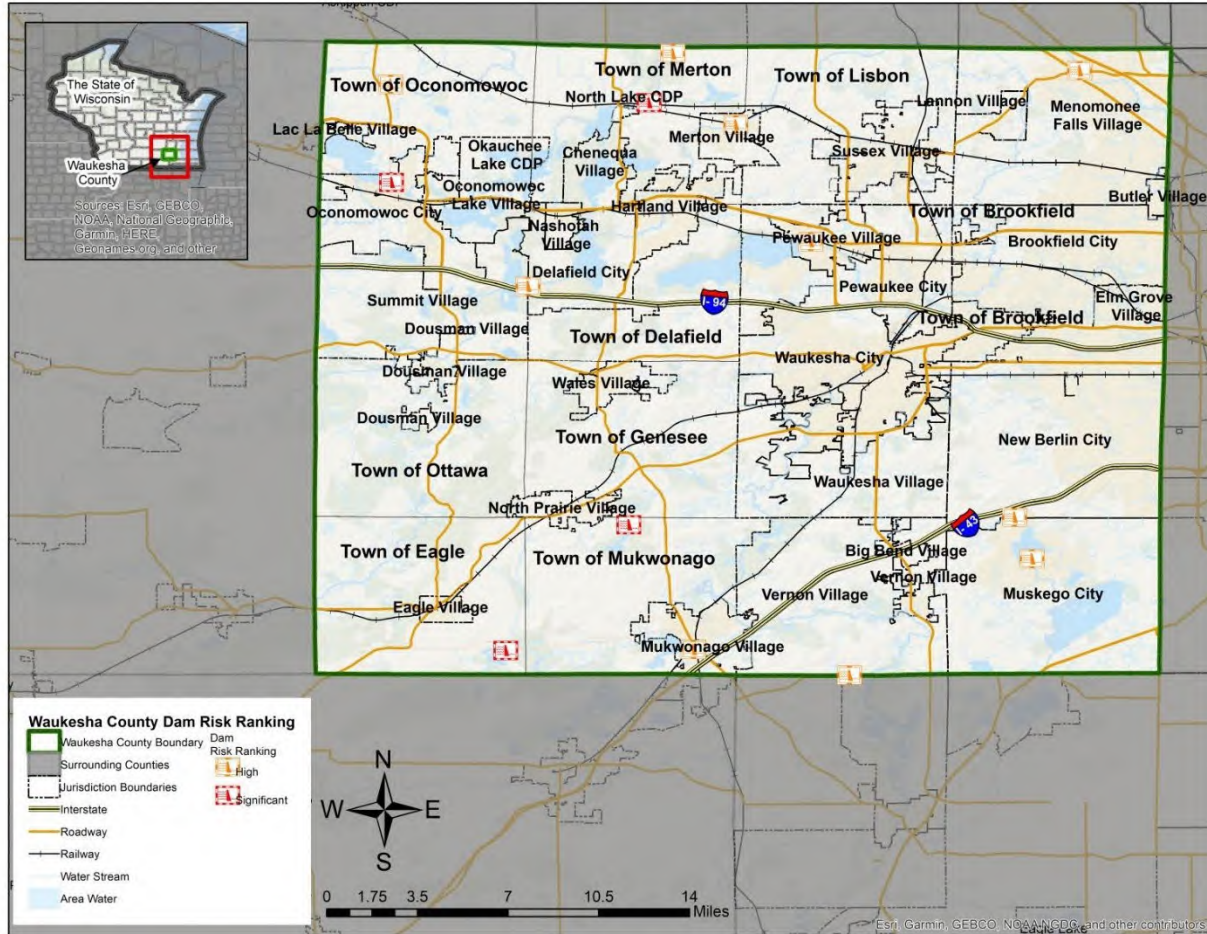 The State of
Wisconsin
Waukesha
County
Sources: Esri, GEBCO,
NOAA, National Geographic,
Garmin, HERE,
Geonames.org, and other
Town of Oconomowoc
Town of Merton
Town of Lisbon
North Lake CDP
Lannon Village
Menomonee
Falls Village
Lac La Belle Village
Merton Village
Okauchee
Lake CDP
Chenequa
Village
Sussex Village
Oconomowoc
Lake Village
Butler Village
Oconomowoc City
Hartland Village
Town of Brookfield
Nashotah
Village
Pewaukee Village
Brookfield City
Delafield City
Summit Village
I-94
Pewaukee City
Elm Grove
Village
Dousman Village
Town of Delafield
Town of Brookfield
Waukesha City
Dousman Village
Wales Village
Dousman Village
Town of Genesee
New Berlin City
Town of Ottawa
Waukesha Village
North Prairie Village
I-43
Town of Eagle
Town of Mukwonago
Big Bend Village
Vernon Village
Vernon Village
Muskego City
Eagle Village
Mukwonago Village
Waukesha County Dam Risk Ranking
Waukesha County Boundary
Surrounding Counties
Jurisdiction Boundaries
Interstate
Roadway
Railway
Water Stream
Area Water
Dam
Risk Ranking
High
Significant
N
W E
S
0 1.75 3.5 7 10.5 14
Miles
Esri, Garmin, GEBCO, NOAA NGDC, and other contributors
Eagle Lake